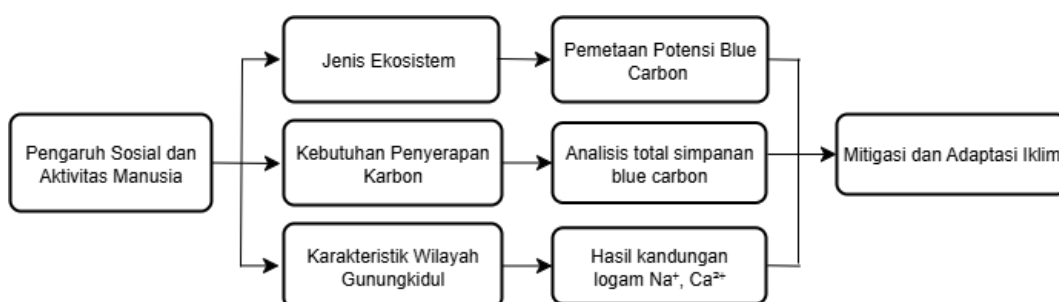 Jenis Ekosistem
Pemetaan Potensi Blue
Carbon
Pengaruh Sosial dan
Aktivitas Manusia
Kebutuhan Penyerapan
Karbon
Analisis total simpanan
blue carbon
Mitigasi dan Adaptasi Iklim
Karakteristik Wilayah
Gunungkidul
Hasil kandungan
logam Na⁺, Ca²⁺